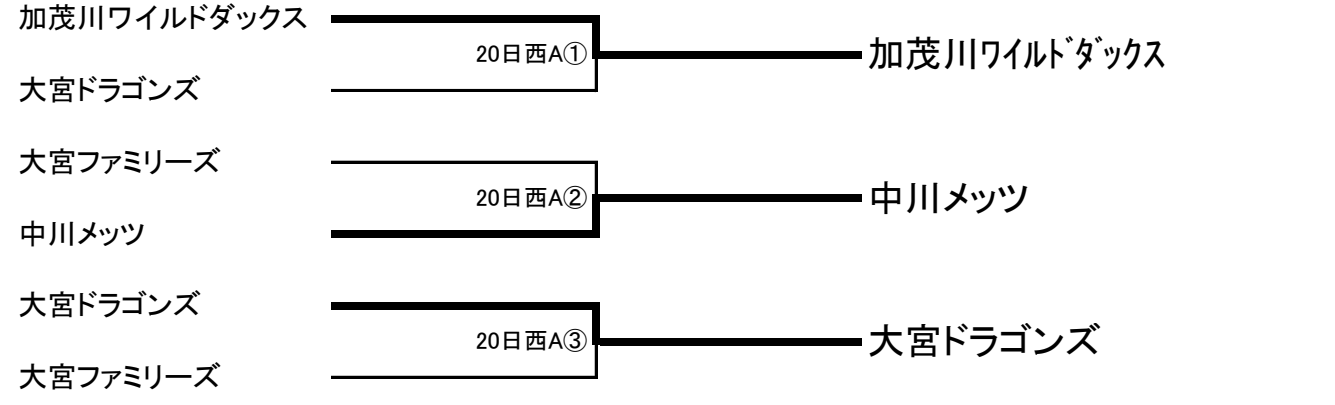 加茂川ワイルドダックス
20日西A①
加茂川ﾜｲﾙﾄﾞﾀﾞｯｸｽ
大宮ドラゴンズ
大宮ファミリーズ
20日西A②
中川メッツ
中川メッツ
大宮ドラゴンズ
20日西A③
大宮ドラゴンズ
大宮ファミリーズ